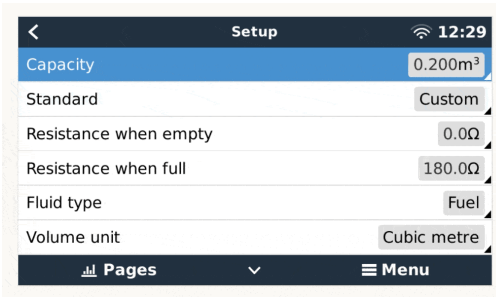 Setup 12:29
Capacity 0.200m³
Standard Custom
Resistance when empty 0.0Ω
Resistance when full 180.0Ω
Fluid type Fuel
Volume unit Cubic metre
Pages Menu